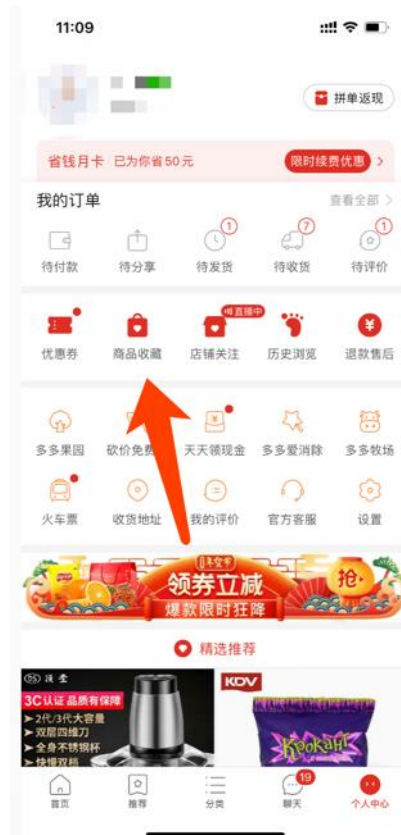 11:09
拼单返现
省钱月卡 已为你省50元 限时续费优惠 >
我的订单 查看全部 >
1 7 1
待付款 待分享 待发货 待收货 待评价
直播中
优惠券 商品收藏 店铺关注 历史浏览 退款售后
多多果园 砍价免费 天天领现金 多多爱消除 多多牧场
火车票 收货地址 我的评价 官方客服 设置
年货节
领券立减
爆款限时狂降
抢
精选推荐
3C认证 品质有保障
2代/3代大容量
双层四维刀
全身不锈钢杯
快慢双档
KDV
КРОКАНТ
19
首页 推荐 分类 聊天 个人中心